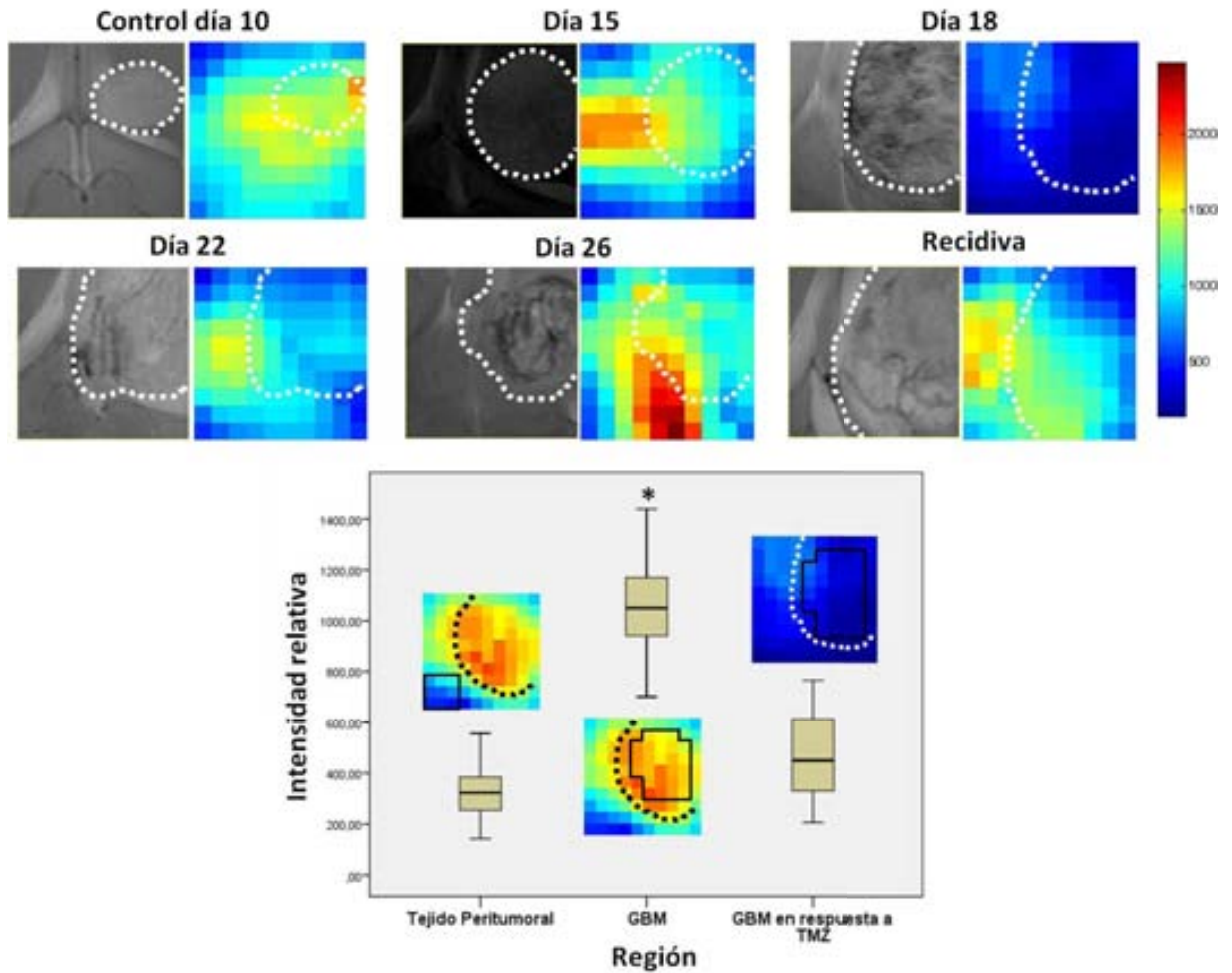 Control día 10
Día 15
Día 18
20000
1500
1000
500
Día 22
Día 26
Recidiva
Intensidad relativa
1400,00
1200,00
1000,00
800,00
600,00
400,00
200,00
,00
*
Tejido Peritumoral
GBM
GBM en respuesta a
TMZ
Región